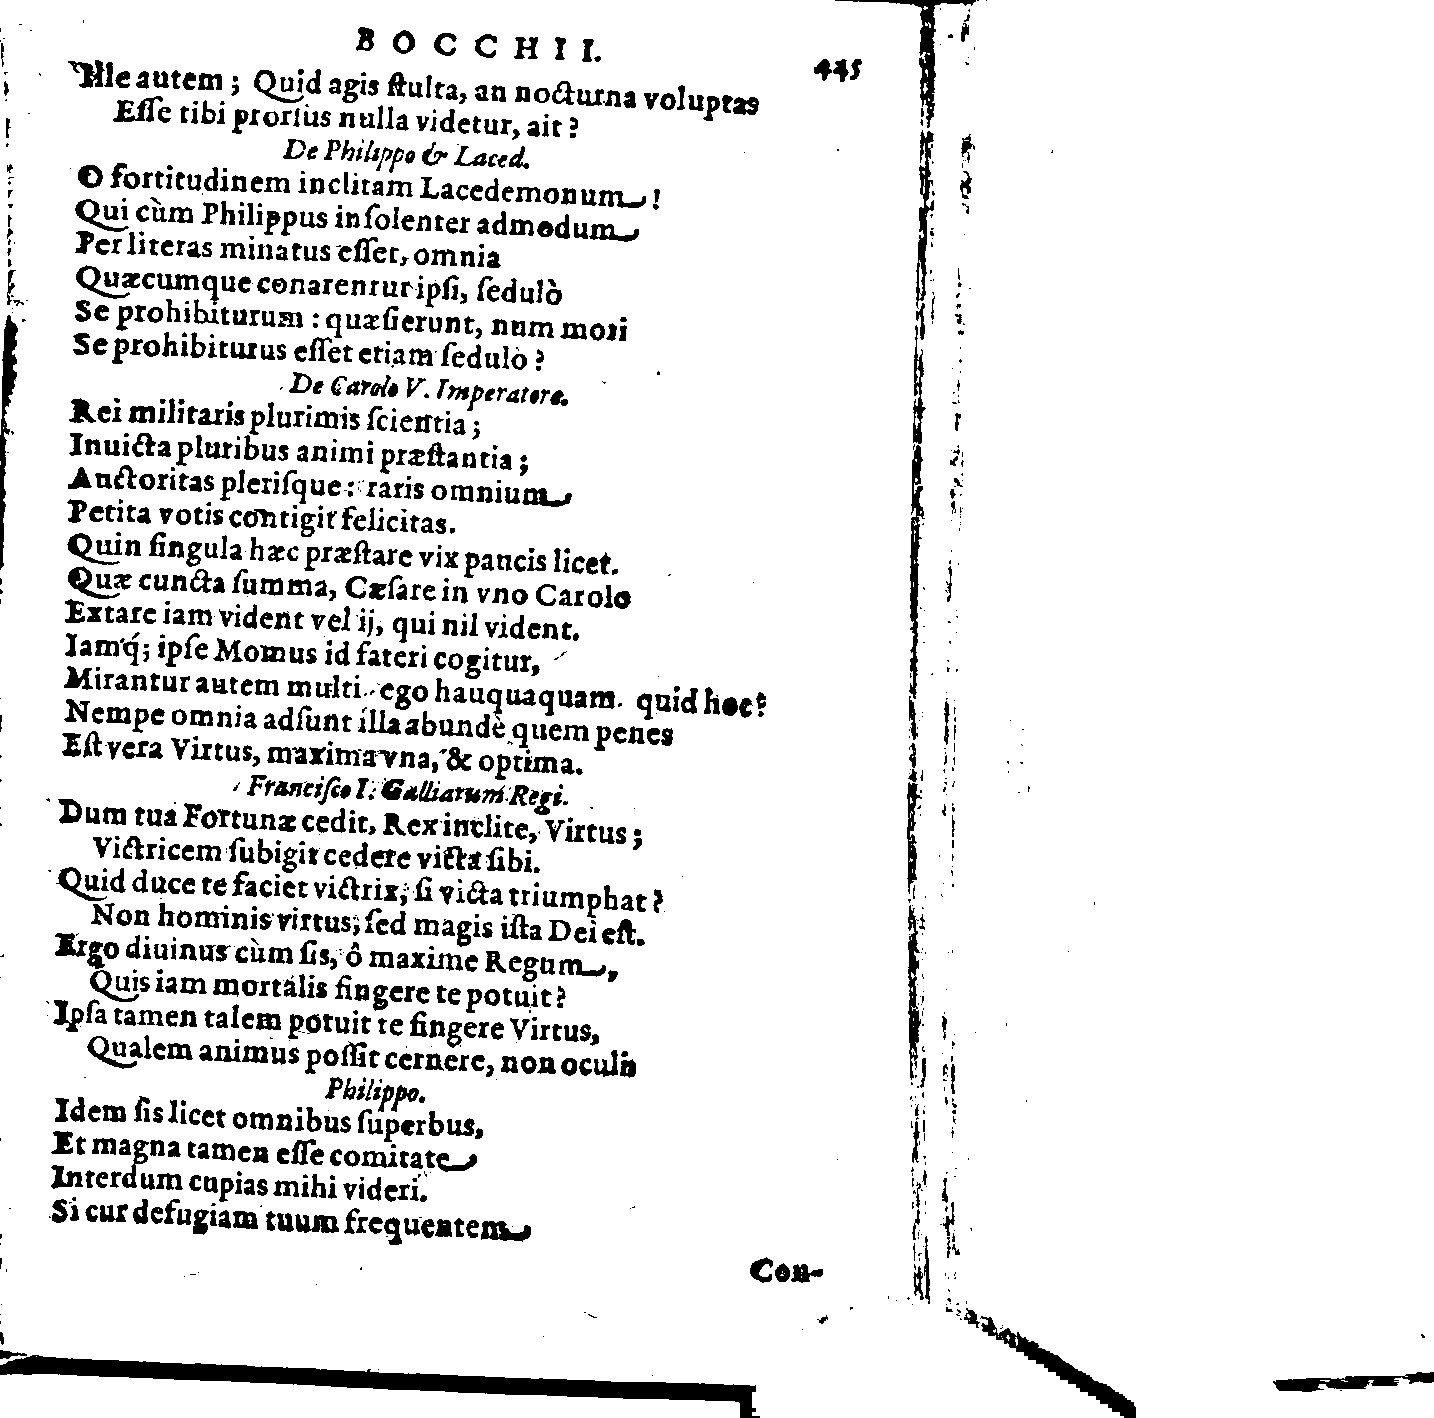 BOCCHII.
445
Ille autem; Quid agis ſtulta, an nocturna voluptas
Eſſe tibi prorſus nulla videtur, ait?
De Philippo & Laced.
O fortitudinem inclitam Lacedemonum!
Qui cùm Philippus inſolenter admodum
Per literas minatus eſſet, omnia
Quæcumque conarentur ipſi, ſedulò
Se prohibiturum: quæſierunt, num mori
Se prohibiturus eſſet etiam ſedulò?
De Carolo V. Imperatore.
Rei militaris plurimis ſcientia;
Inuicta pluribus animi præſtantia;
Auctoritas pleriſque: raris omnium
Petita votis contigit felicitas.
Quin ſingula hæc præſtare vix paucis licet.
Quæ cuncta ſumma, Cæſare in vno Carolo
Extare iam vident vel ij, qui nil vident.
Iamq́; ipſe Momus id fateri cogitur,
Mirantur autem multi. ego hauquaquam. quid hoc?
Nempe omnia adſunt illa abundè quem penes
Eſt vera Virtus, maxima vna, & optima.
Franciſco I. Galliarum Regi.
Dum tua Fortunæ cedit, Rex inclite, Virtus;
Victricem ſubigit cedere victa ſibi.
Quid duce te faciet victrix; ſi victa triumphat?
Non hominis virtus; ſed magis iſta Dei eſt.
Ergo diuinus cùm ſis, ô maxime Regum,
Quis iam mortalis fingere te potuit?
Ipſa tamen talem potuit te fingere Virtus,
Qualem animus poſſit cernere, non oculis
Philippo.
Idem ſis licet omnibus ſuperbus,
Et magna tamen eſſe comitate
Interdum cupias mihi videri.
Si cur defugiam tuum frequentem
Con-